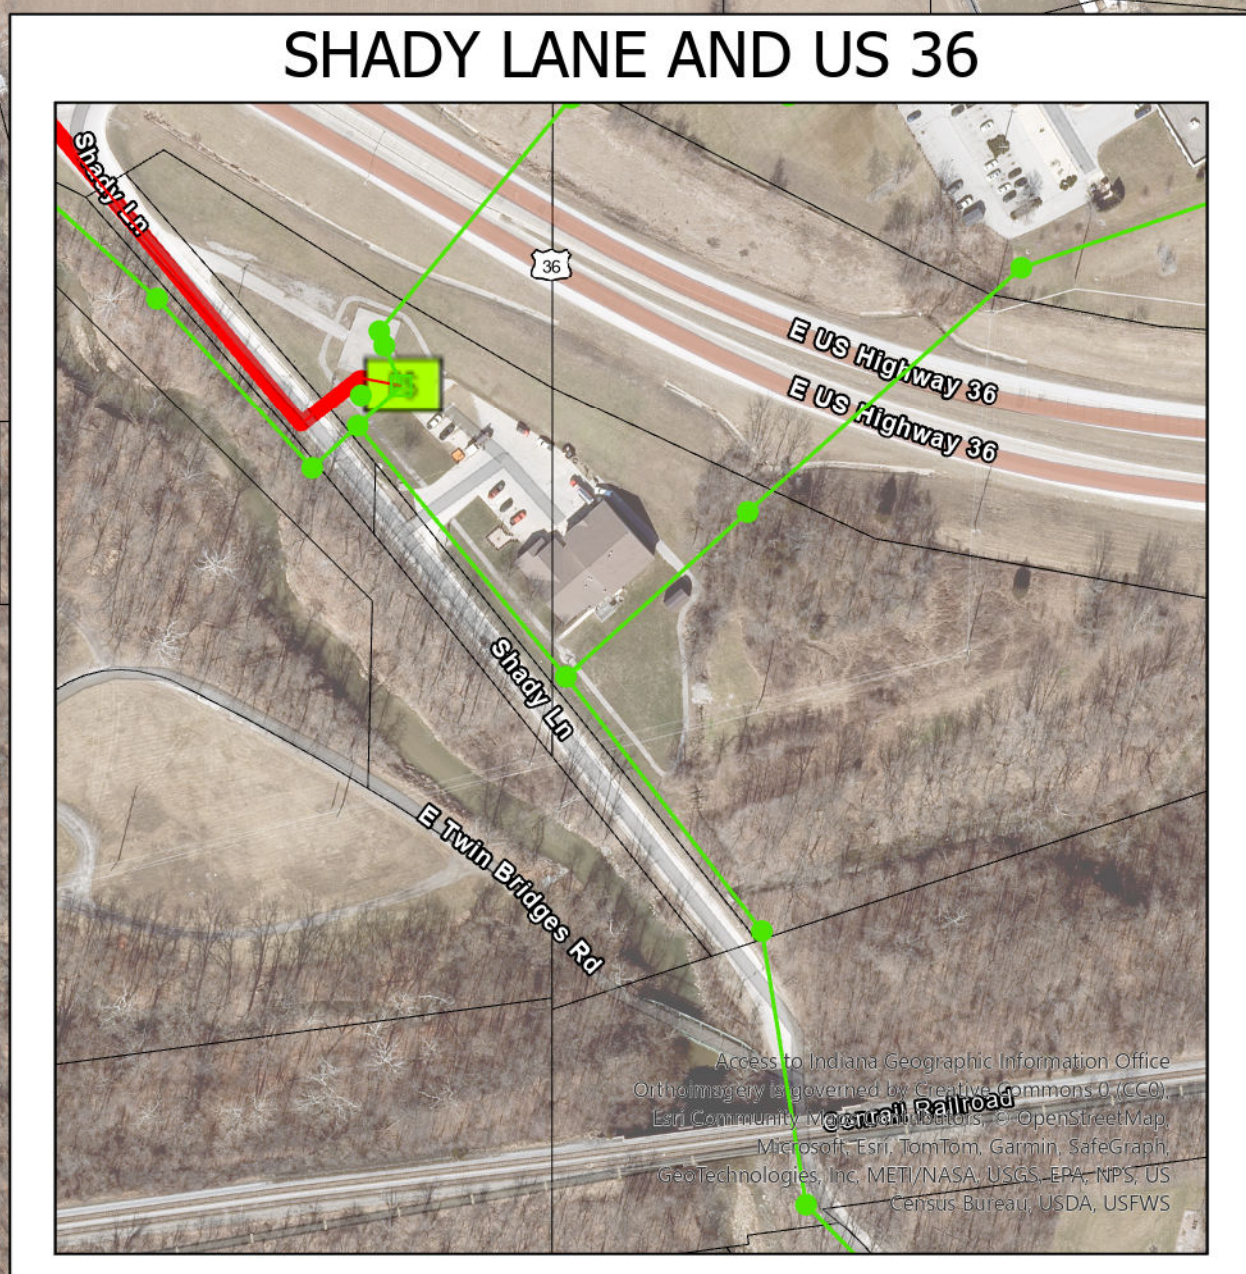 SHADY LANE AND US 36
Shady Ln
36
E US Highway 36
E US Highway 36
LS
Shady Ln
E Twin Bridges Rd
Access to Indiana Geographic Information Office
Orthoimagery is governed by Creative Commons 0 (CC0),
Conrail Railroad
Esri Community Maps Contributors, © OpenStreetMap,
Microsoft, Esri, TomTom, Garmin, SafeGraph,
GeoTechnologies, Inc, METI/NASA, USGS, EPA, NPS, US
Census Bureau, USDA, USFWS